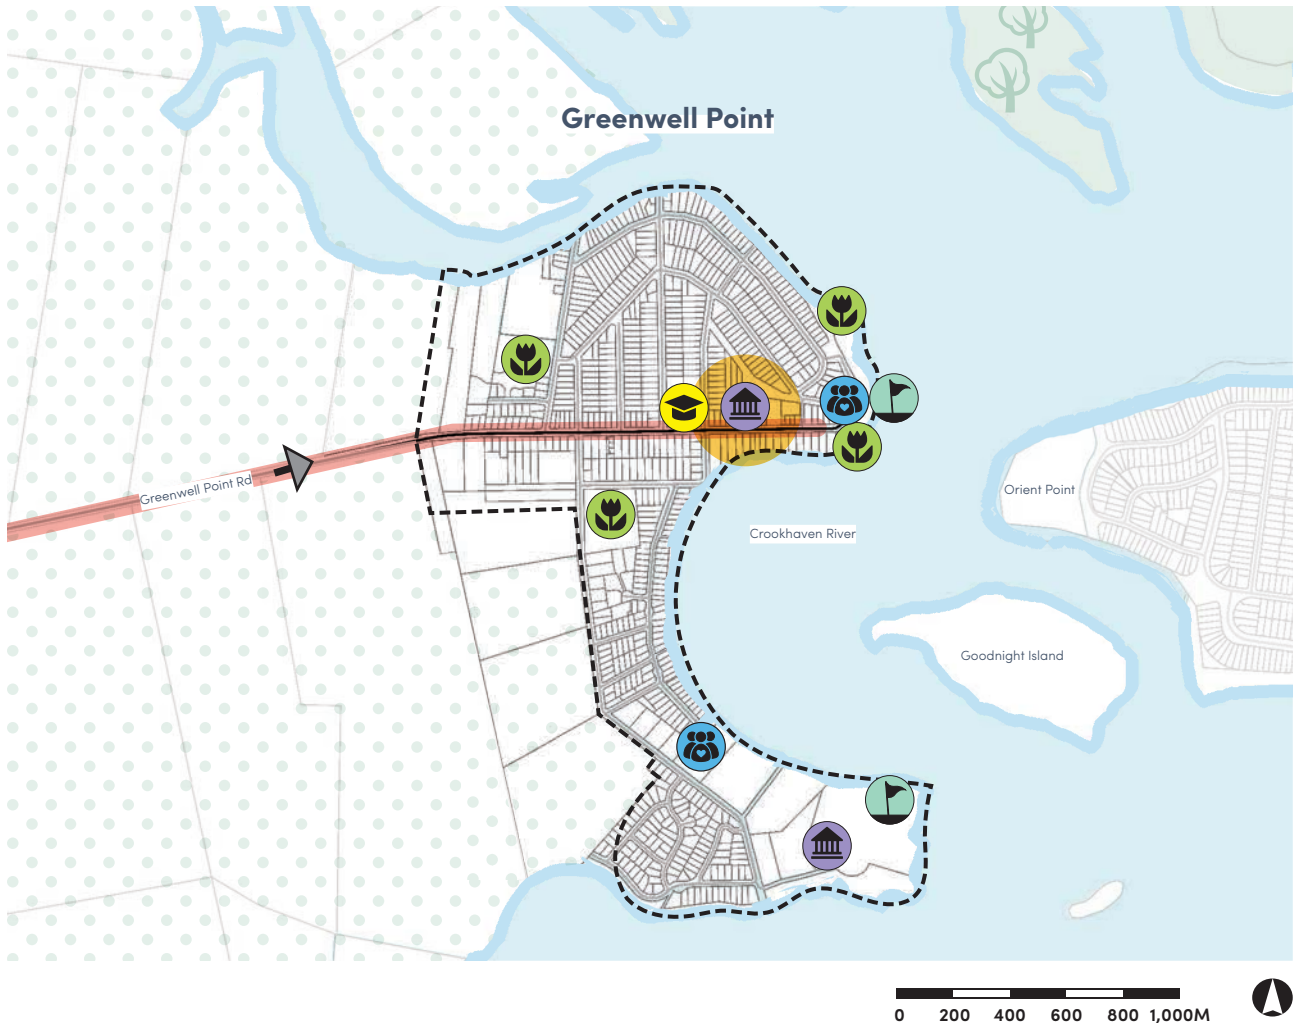 Greenwell Point
Greenwell Point Rd
Orient Point
Crookhaven River
Goodnight Island
0 200 400 600 800 1,000M